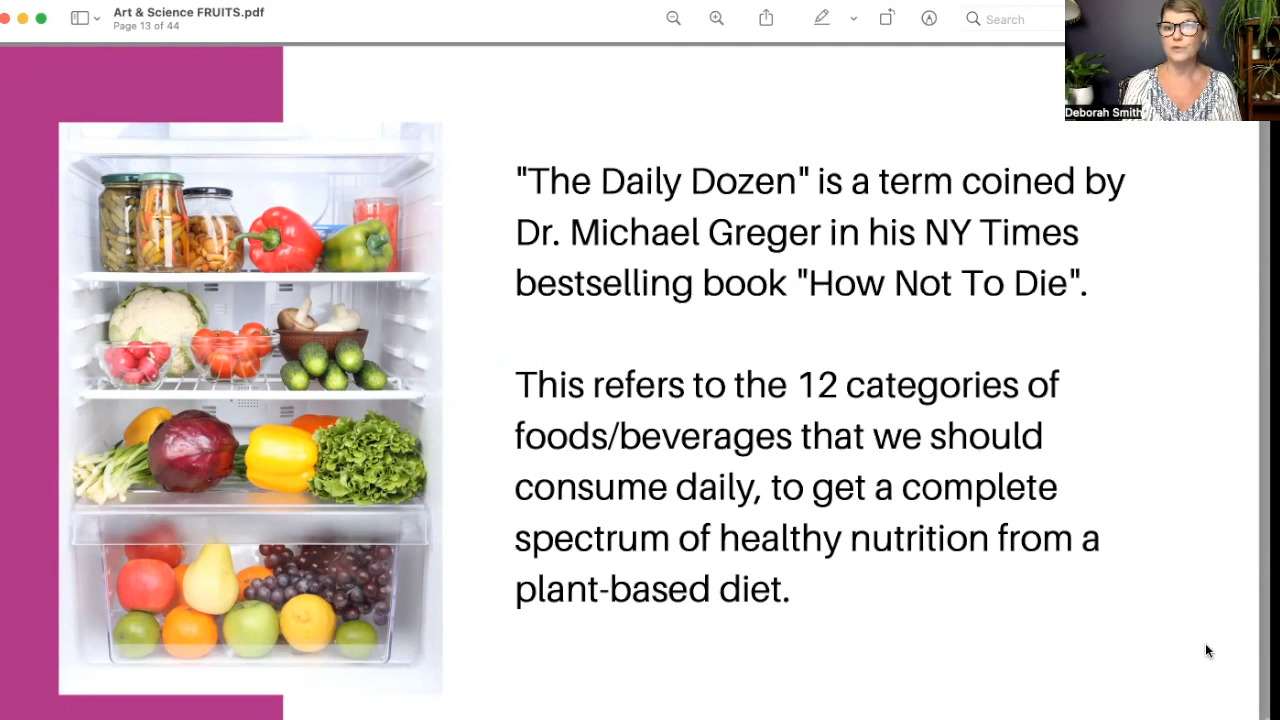 Art & Science FRUITS.pdf
Page 13 of 44
Search
Deborah Smith
"The Daily Dozen" is a term coined by
Dr. Michael Greger in his NY Times
bestselling book "How Not To Die".
This refers to the 12 categories of
foods/beverages that we should
consume daily, to get a complete
spectrum of healthy nutrition from a
plant-based diet.